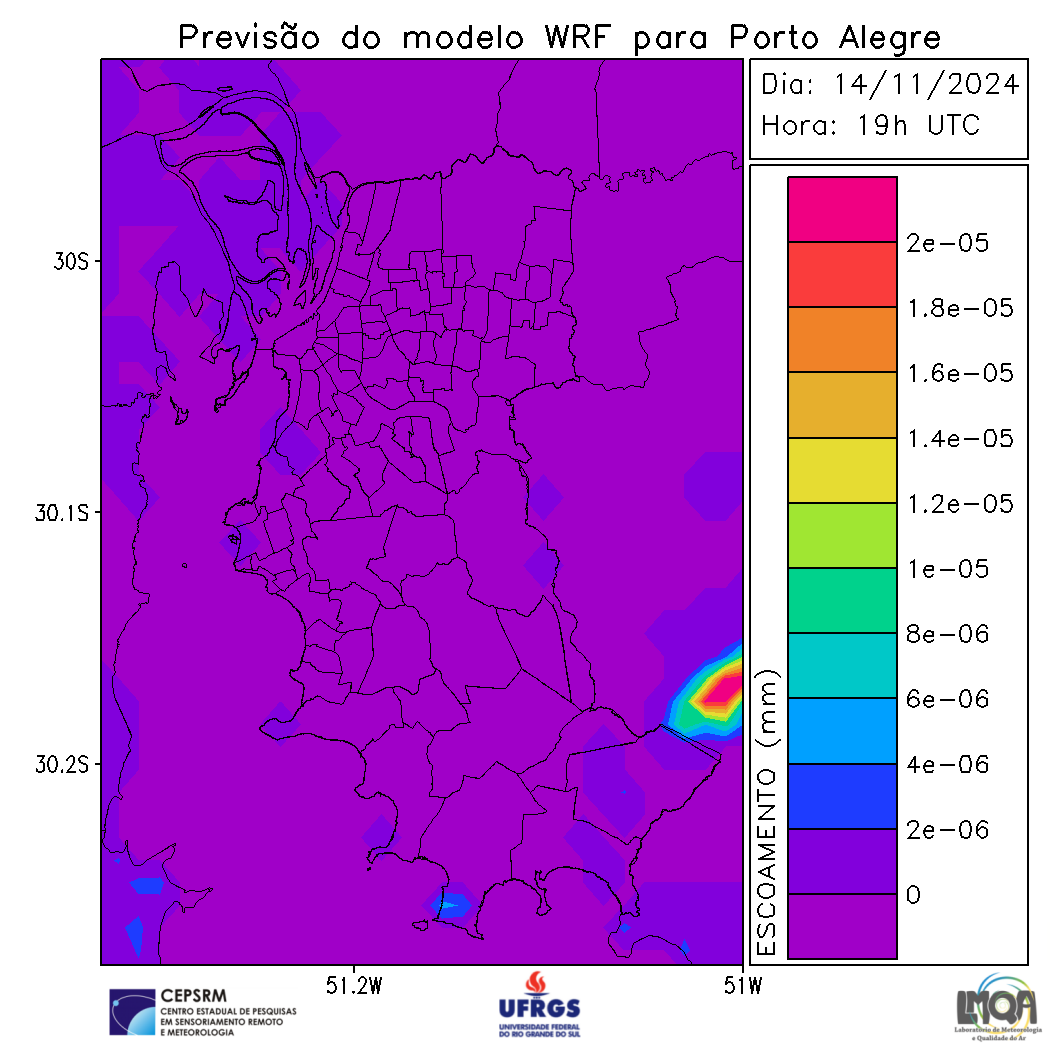 Previsão do modelo WRF para Porto Alegre
Dia: 14/11/2024
Hora: 19h UTC
30S
30.1S
30.2S
51.2W
51W
2e-05
1.8e-05
1.6e-05
1.4e-05
1.2e-05
1e-05
8e-06
6e-06
4e-06
2e-06
0
ESCOAMENTO (mm)
CEPSRM
CENTRO ESTADUAL DE PESQUISAS
EM SENSORIAMENTO REMOTO
E METEOROLOGIA
UFRGS
UNIVERSIDADE FEDERAL
DO RIO GRANDE DO SUL
LMQA
Laboratório de Meteorologia
e Qualidade do Ar